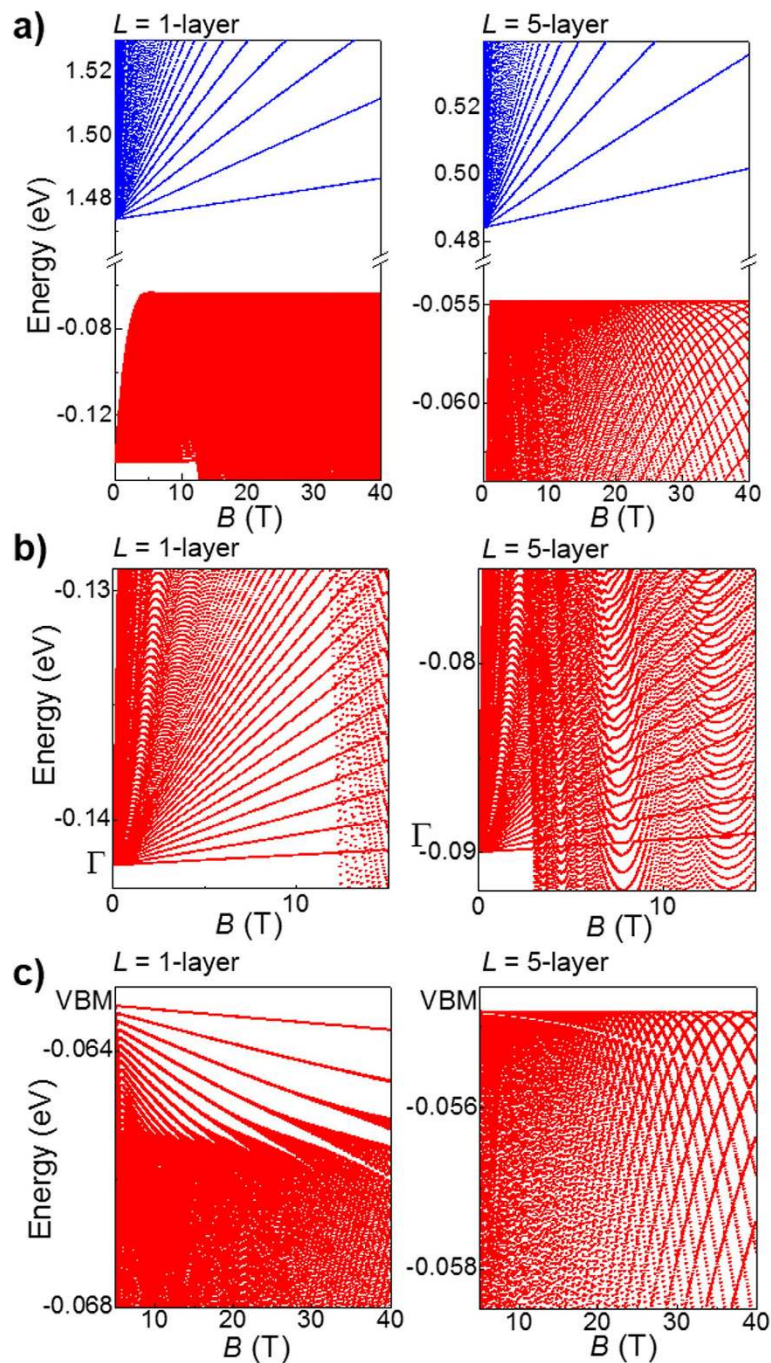 a)
L = 1-layer
L = 5-layer
Energy (eV)
1.52
1.50
1.48
-0.08
-0.12
0 10 20 30 40
B (T)
0.52
0.50
0.48
-0.055
-0.060
0 10 20 30 40
B (T)
b)
L = 1-layer
L = 5-layer
Energy (eV)
-0.13
-0.14
Γ
0 10
B (T)
-0.08
Γ
-0.09
0 5 10
B (T)
c)
L = 1-layer
L = 5-layer
Energy (eV)
VBM
-0.064
-0.068
10 20 30 40
B (T)
VBM
-0.056
-0.058
10 20 30 40
B (T)